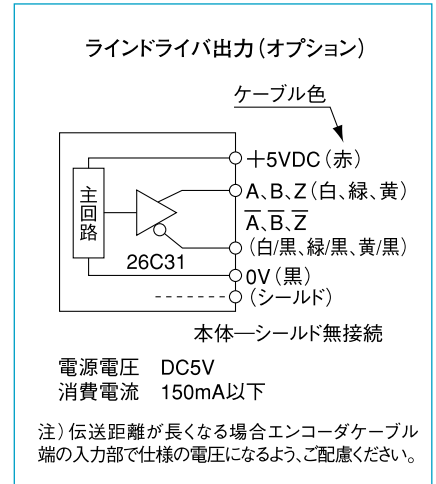 ラインドライバ出力（オプション）
ケーブル色
＋5VDC（赤）
A、B、Z（白、緑、黄）
A̅、B̅、Z̅
（白/黒、緑/黒、黄/黒）
主回路
26C31
0V（黒）
（シールド）
本体―シールド無接続
電源電圧　DC5V
消費電流　150mA以下
注）伝送距離が長くなる場合エンコーダケーブル
端の入力部で仕様の電圧になるよう、ご配慮ください。